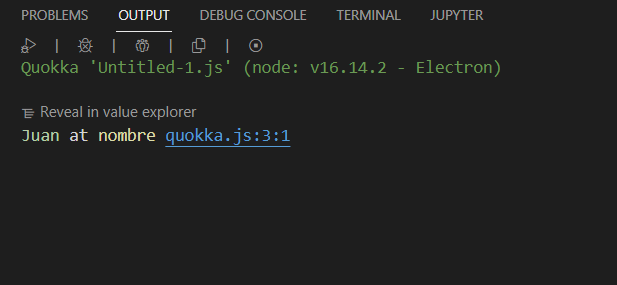 PROBLEMS OUTPUT DEBUG CONSOLE TERMINAL JUPYTER
| | | |
Quokka 'Untitled-1.js' (node: v16.14.2 - Electron)
Reveal in value explorer
Juan at nombre quokka.js:3:1